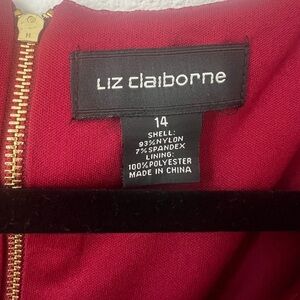 Liz claiborne
14
SHELL:
93%NYLON
7%SPANDEX
LINING:
100%POLYESTER
MADE IN CHINA